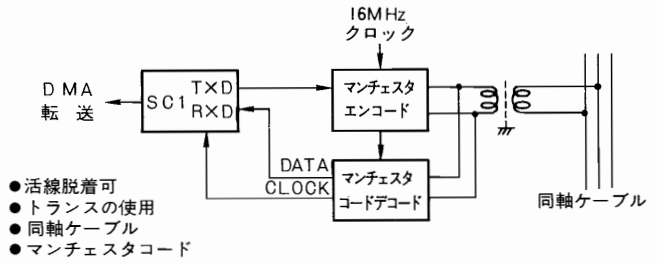 16MHz
クロック
DMA
転送
SC1
TXD
RXD
マンチェスタ
エンコード
DATA
CLOCK
マンチェスタ
コードデコード
同軸ケーブル
●活線脱着可
●トランスの使用
●同軸ケーブル
●マンチェスタコード